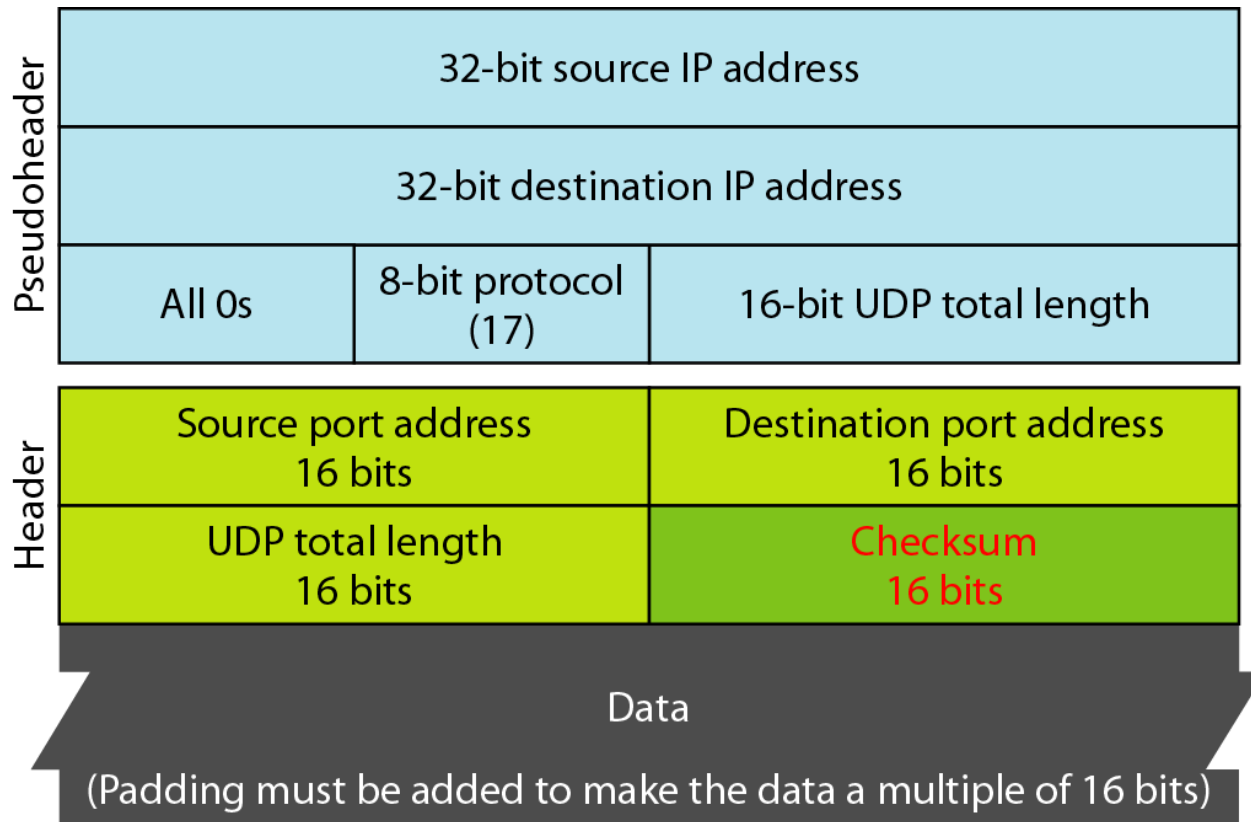 Pseudoheader
32-bit source IP address
32-bit destination IP address
All 0s
8-bit protocol
(17)
16-bit UDP total length
Header
Source port address
16 bits
Destination port address
16 bits
UDP total length
16 bits
Checksum
16 bits
Data
(Padding must be added to make the data a multiple of 16 bits)